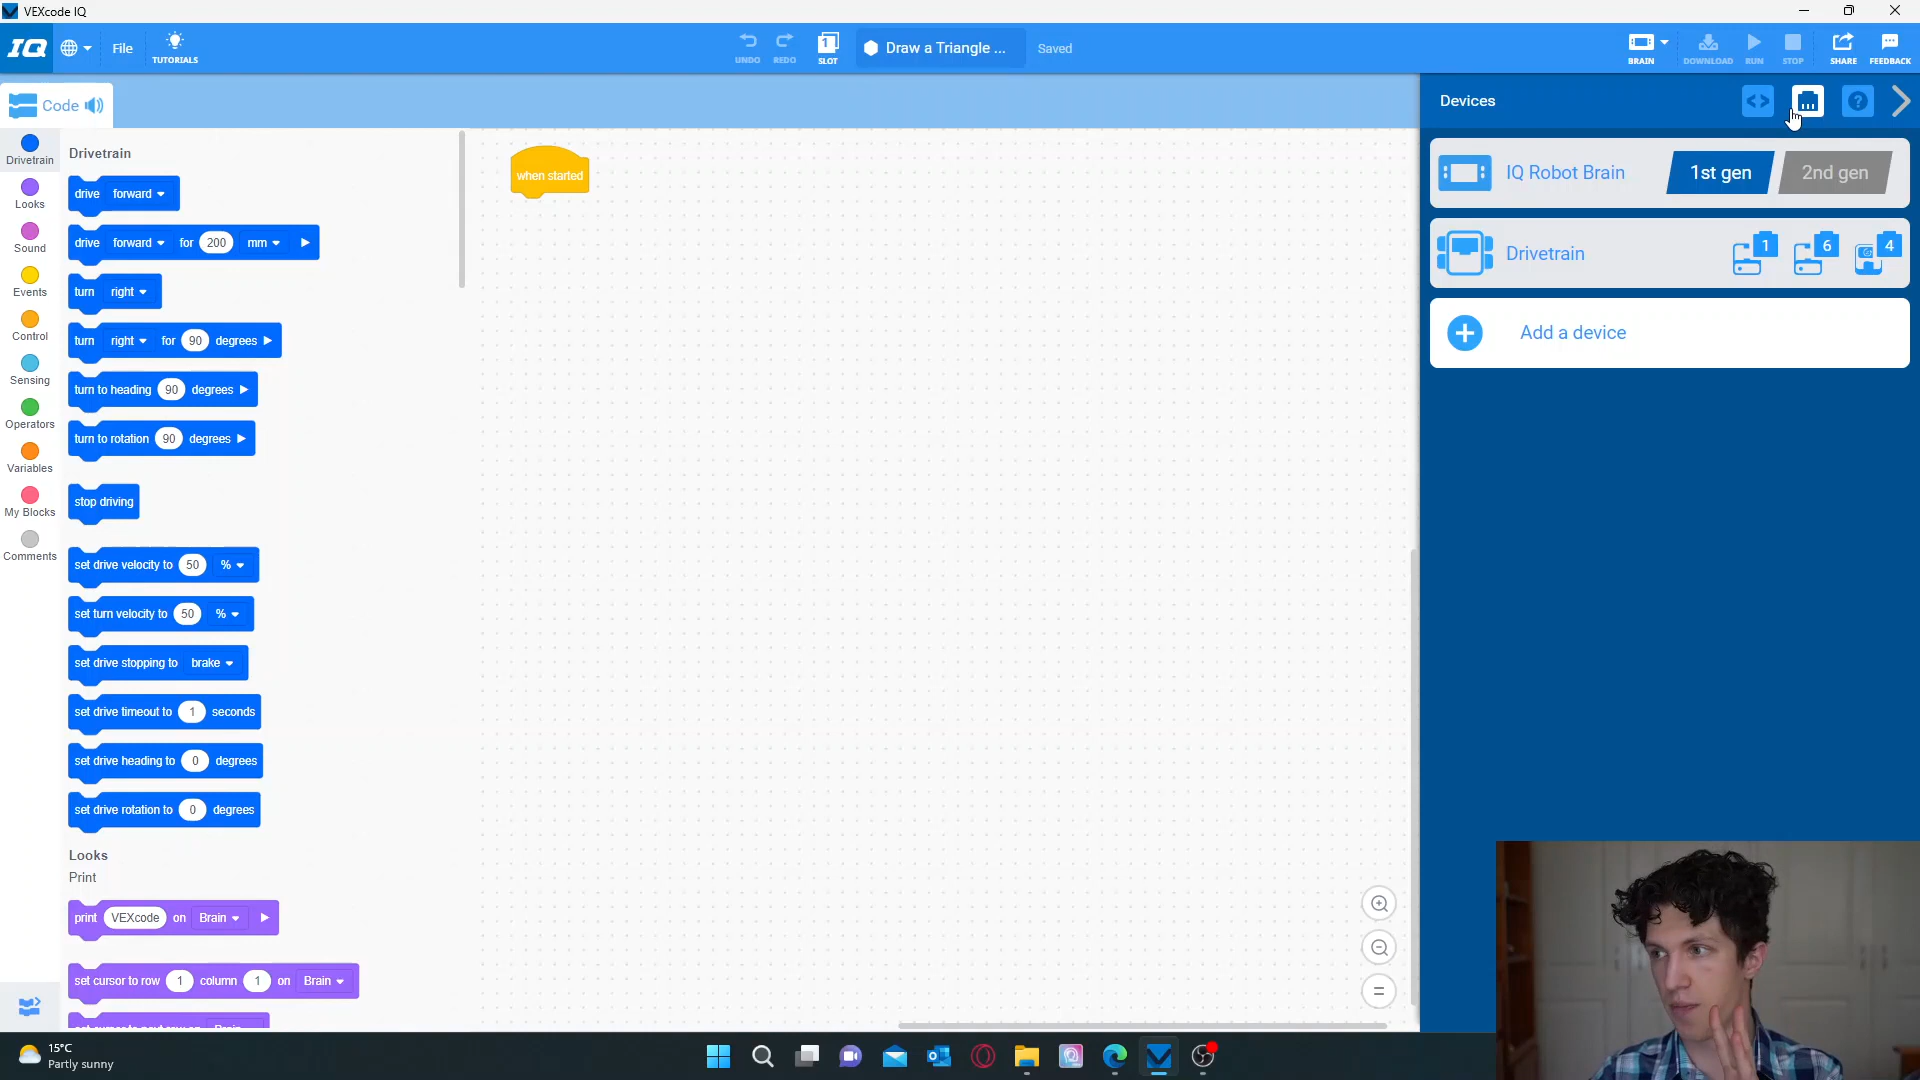 VEXcode IQ
IQ
File
TUTORIALS
UNDO
REDO
1
SLOT
Draw a Triangle ...
Saved
BRAIN
DOWNLOAD
RUN
STOP
SHARE
FEEDBACK
Code
Devices
<>
?
Drivetrain
Looks
Sound
Events
Control
Sensing
Operators
Variables
My Blocks
Comments
Drivetrain
drive forward
drive forward for 200 mm
turn right
turn right for 90 degrees
turn to heading 90 degrees
turn to rotation 90 degrees
stop driving
set drive velocity to 50 %
set turn velocity to 50 %
set drive stopping to brake
set drive timeout to 1 seconds
set drive heading to 0 degrees
set drive rotation to 0 degrees
Looks
Print
print VEXcode on Brain
set cursor to row 1 column 1 on Brain
when started
IQ Robot Brain 1st gen 2nd gen
Drivetrain 1 6 4
Add a device
15°C
Partly sunny